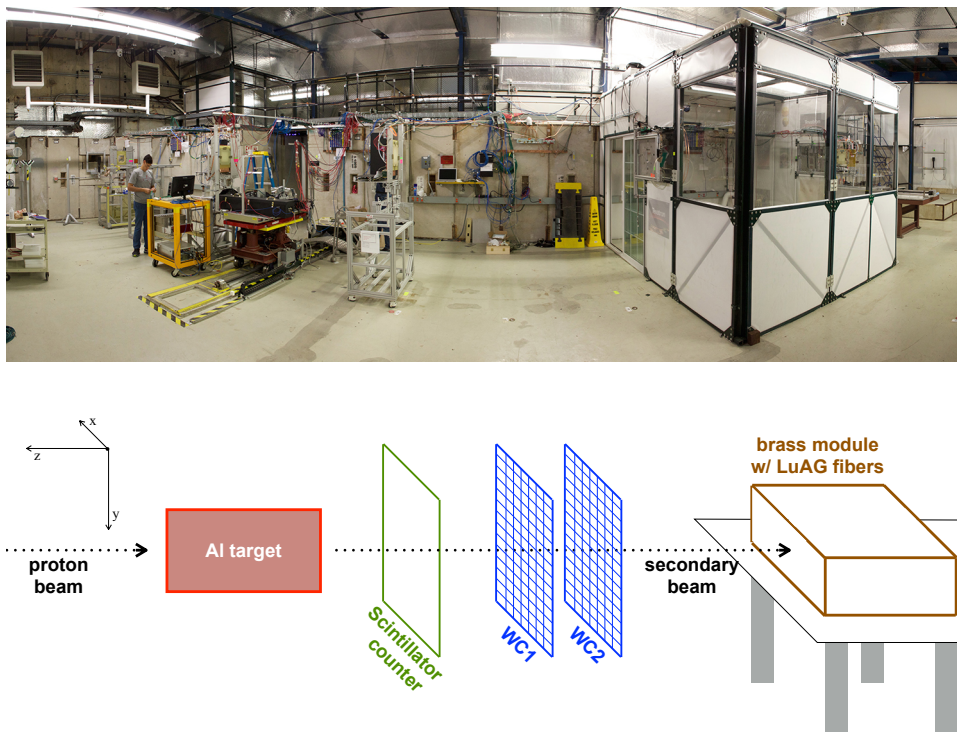 x
z
y
proton
beam
Al target
Scintillator
counter
WC1
WC2
secondary
beam
brass module
w/ LuAG fibers